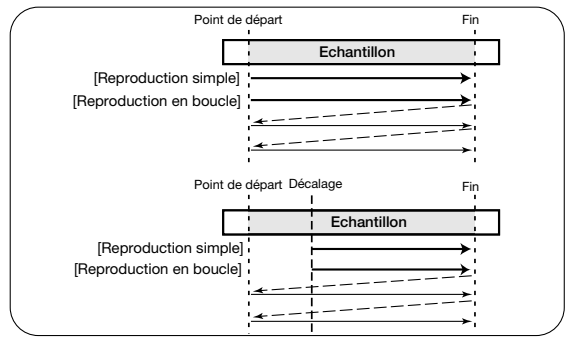 Point de départ Fin
Echantillon
[Reproduction simple]
[Reproduction en boucle]
Point de départ Décalage Fin
Echantillon
[Reproduction simple]
[Reproduction en boucle]